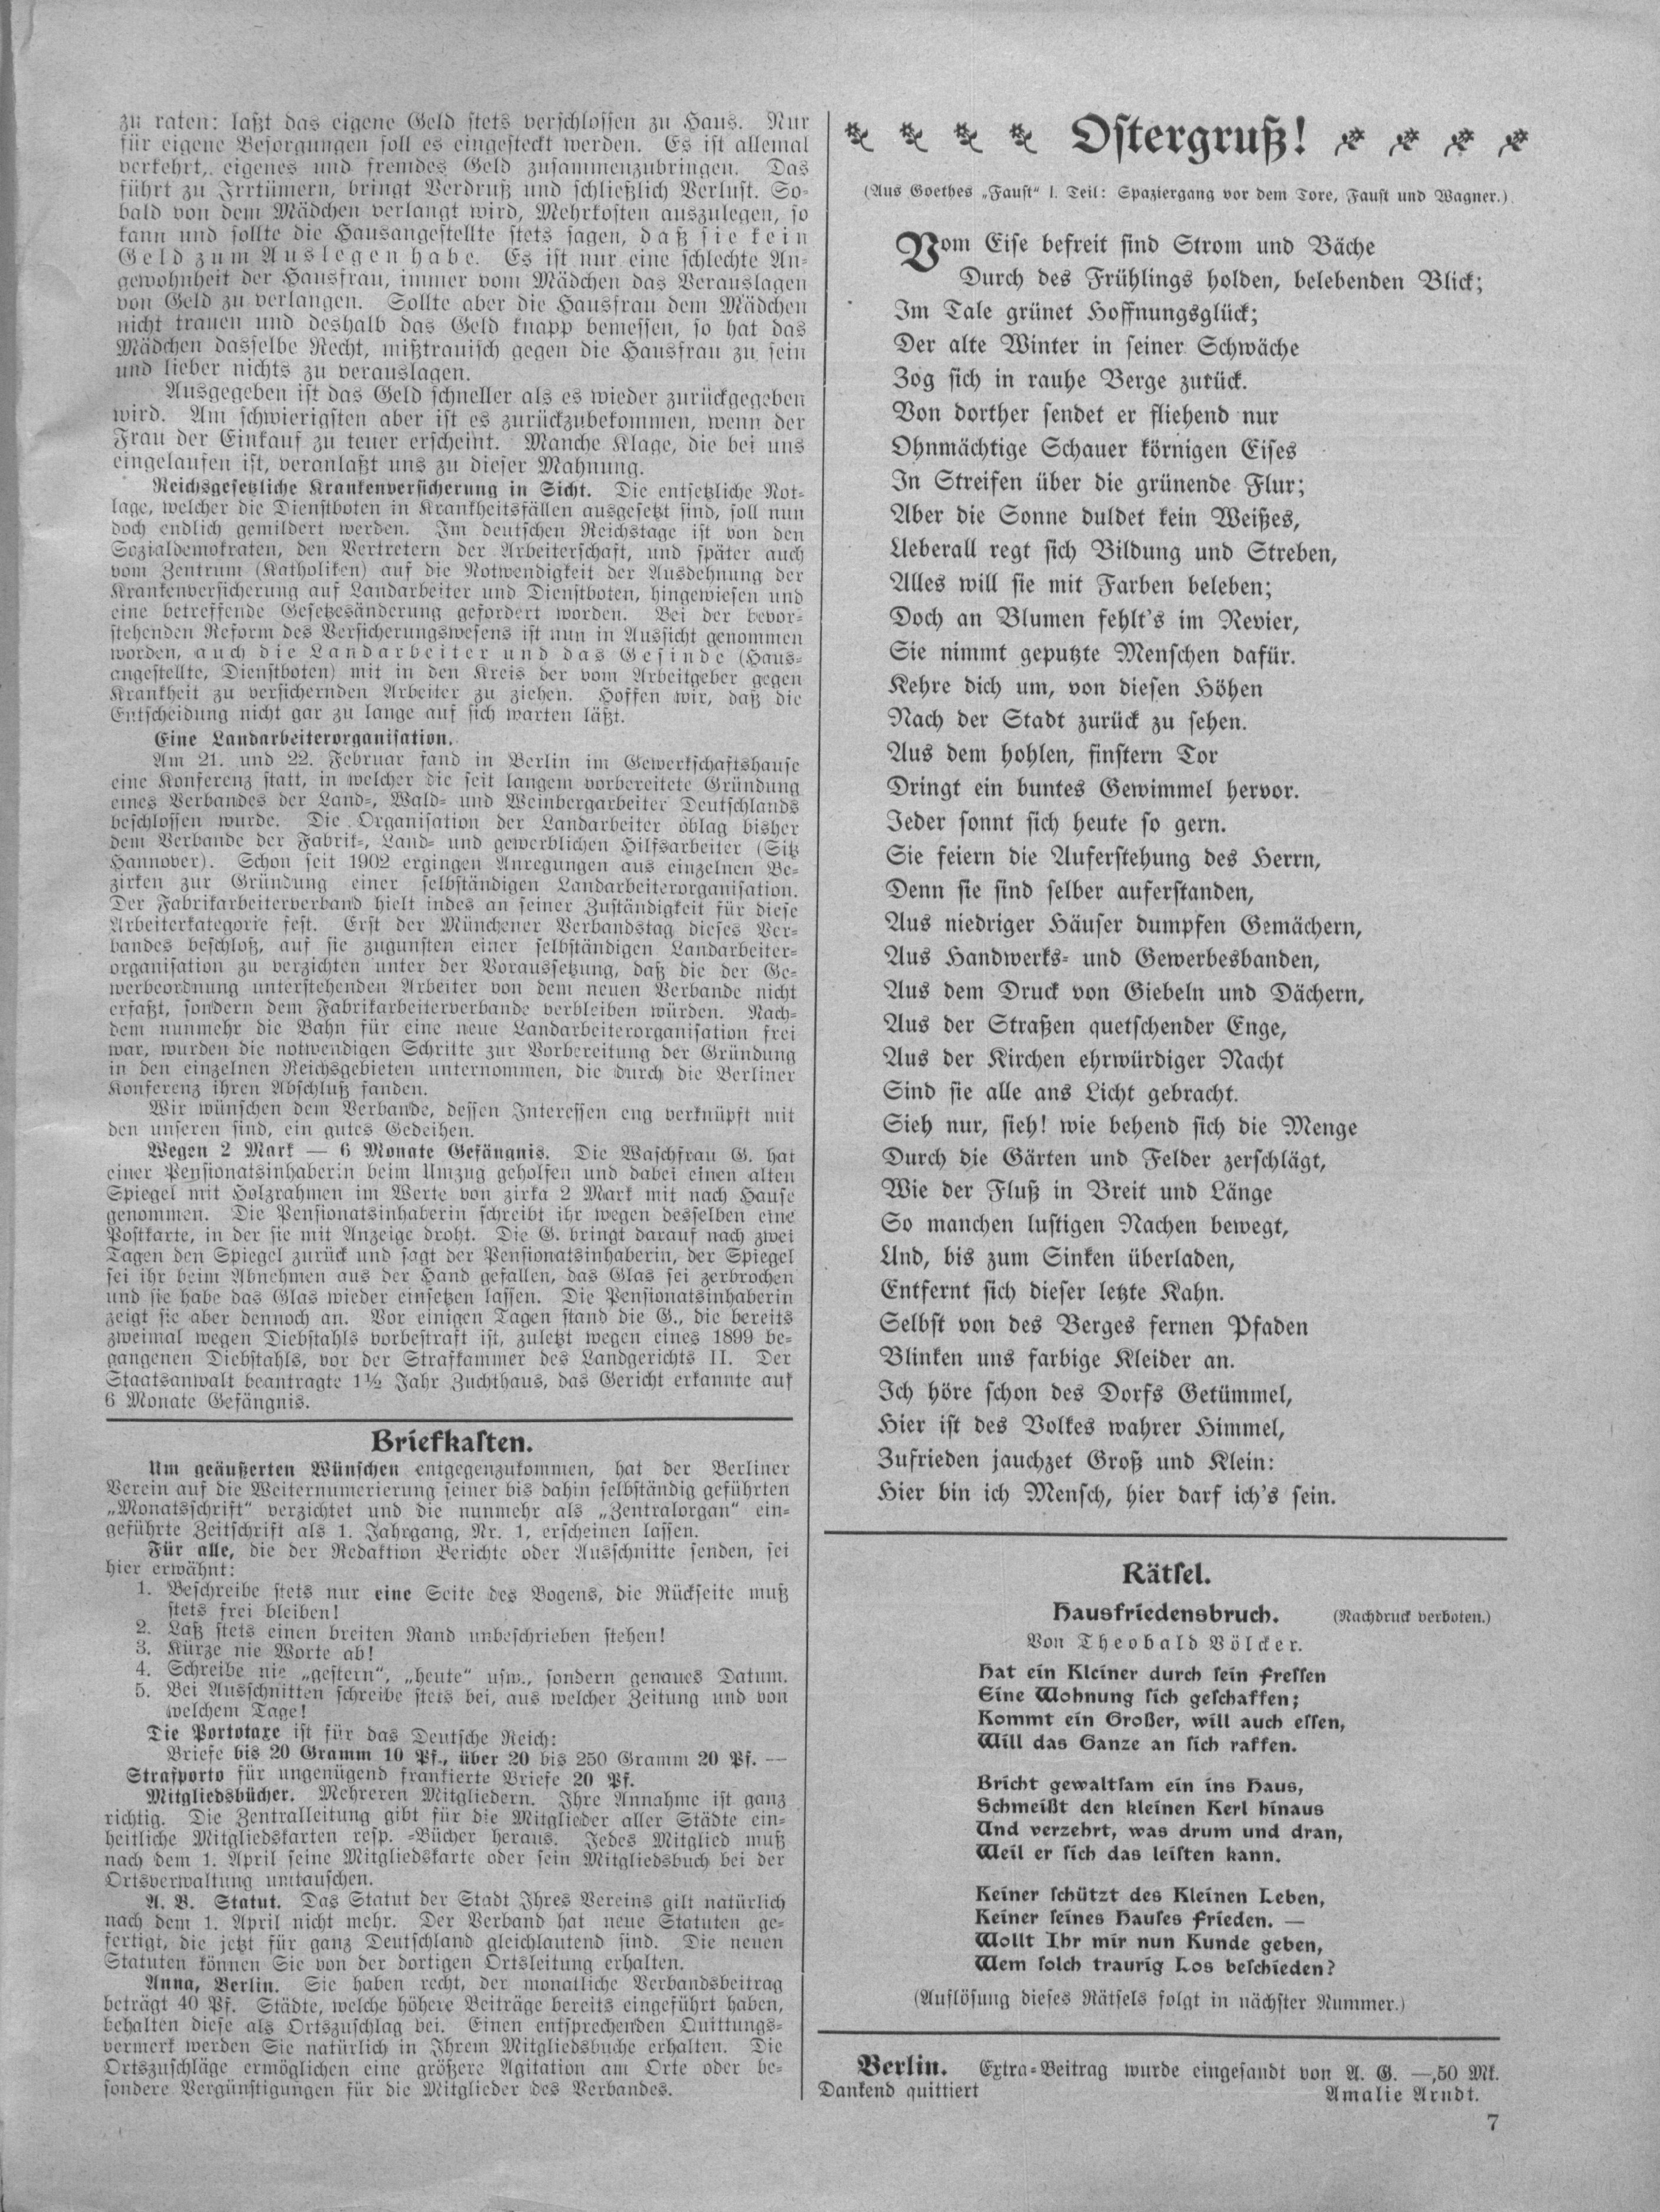 zu raten: laßt das eigene Geld stets verschlossen zu Haus. Nur
für eigene Besorgungen soll es eingesteckt werden. Es ist allemal
verkehrt, eigenes und fremdes Geld zusammenzubringen. Das
führt zu Irrtümern, bringt Verdruß und schließlich Verlust. So-
bald von dem Mädchen verlangt wird, Mehrkosten auszulegen, so
kann und sollte die Hausangestellte stets sagen, daß sie kein
Geld zum Auslegen habe. Es ist nur eine schlechte An-
gewohnheit der Hausfrau, immer vom Mädchen das Verauslagen
von Geld zu verlangen. Sollte aber die Hausfrau dem Mädchen
nicht trauen und deshalb das Geld knapp bemessen, so hat das
Mädchen dasselbe Recht, mißtrauisch gegen die Hausfrau zu sein
und lieber nichts zu verauslagen.
Ausgegeben ist das Geld schneller als es wieder zurückgegeben
wird. Am schwierigsten aber ist es zurückzubekommen, wenn der
Frau der Einkauf zu teuer erscheint. Manche Klage, die bei uns
eingelaufen ist, veranlaßt uns zu dieser Mahnung.
Reichsgesetzliche Krankenversicherung in Sicht. Die entsetzliche Not-
lage, welcher die Dienstboten in Krankheitsfällen ausgesetzt sind, soll nun
doch endlich gemildert werden. Im deutschen Reichstage ist von den
Sozialdemokraten, den Vertretern der Arbeiterschaft, und später auch
vom Zentrum (Katholiken) auf die Notwendigkeit der Ausdehnung der
Krankenversicherung auf Landarbeiter und Dienstboten, hingewiesen und
eine betreffende Gesetzesänderung gefordert worden. Bei der bevor-
stehenden Reform des Versicherungswesens ist nun in Aussicht genommen
worden, auch die Landarbeiter und das Gesinde (Haus-
angestellte, Dienstboten) mit in den Kreis der vom Arbeitgeber gegen
Krankheit zu versichernden Arbeiter zu ziehen. Hoffen wir, daß die
Entscheidung nicht gar zu lange auf sich warten läßt.
Eine Landarbeiterorganisation.
Am 21. und 22. Februar fand in Berlin im Gewerkschaftshause
eine Konferenz statt, in welcher die seit langem vorbereitete Gründung
eines Verbandes der Land-, Wald- und Weinbergarbeiter Deutschlands
beschlossen wurde. Die Organisation der Landarbeiter oblag bisher
dem Verbande der Fabrik-, Land- und gewerblichen Hilfsarbeiter (Sitz
Hannover). Schon seit 1902 ergingen Anregungen aus einzelnen Be-
zirken zur Gründung einer selbständigen Landarbeiterorganisation.
Der Fabrikarbeiterverband hielt indes an seiner Zuständigkeit für diese
Arbeiterkategorie fest. Erst der Münchener Verbandstag dieses Ver-
bandes beschloß, auf sie zugunsten einer selbständigen Landarbeiter-
organisation zu verzichten unter der Voraussetzung, daß die der Ge-
werbeordnung unterstehenden Arbeiter von dem neuen Verbande nicht
erfaßt, sondern dem Fabrikarbeiterverbande verbleiben würden. Nach-
dem nunmehr die Bahn für eine neue Landarbeiterorganisation frei
war, wurden die notwendigen Schritte zur Vorbereitung der Gründung
in den einzelnen Reichsgebieten unternommen, die durch die Berliner
Konferenz ihren Abschluß fanden.
Wir wünschen dem Verbande, dessen Interessen eng verknüpft mit
den unseren sind, ein gutes Gedeihen.
Wegen 2 Mark — 6 Monate Gefängnis. Die Waschfrau G. hat
einer Pensionatsinhaberin beim Umzug geholfen und dabei einen alten
Spiegel mit Holzrahmen im Werte von zirka 2 Mark mit nach Hause
genommen. Die Pensionatsinhaberin schreibt ihr wegen desselben eine
Postkarte, in der sie mit Anzeige droht. Die G. bringt darauf nach zwei
Tagen den Spiegel zurück und sagt der Pensionatsinhaberin, der Spiegel
sei ihr beim Abnehmen aus der Hand gefallen, das Glas sei zerbrochen
und sie habe das Glas wieder einsetzen lassen. Die Pensionatsinhaberin
zeigt sie aber dennoch an. Vor einigen Tagen stand die G., die bereits
zweimal wegen Diebstahls vorbestraft ist, zuletzt wegen eines 1899 be-
gangenen Diebstahls, vor der Strafkammer des Landgerichts II. Der
Staatsanwalt beantragte 1½ Jahr Zuchthaus, das Gericht erkannte auf
6 Monate Gefängnis.
Briefkasten.
Um geäußerten Wünschen entgegenzukommen, hat der Berliner
Verein auf die Weiternumerierung seiner bis dahin selbständig geführten
„Monatsschrift“ verzichtet und die nunmehr als „Zentralorgan“ ein-
geführte Zeitschrift als 1. Jahrgang, Nr. 1, erscheinen lassen.
Für alle, die der Redaktion Berichte oder Ausschnitte senden, sei
hier erwähnt:
1. Beschreibe stets nur eine Seite des Bogens, die Rückseite muß
stets frei bleiben!
2. Laß stets einen breiten Rand unbeschrieben stehen!
3. Kürze nie Worte ab!
4. Schreibe nie „gestern“, „heute“ usw., sondern genaues Datum.
5. Bei Ausschnitten schreibe stets bei, aus welcher Zeitung und von
welchem Tage!
Die Portotaxe ist für das Deutsche Reich:
Briefe bis 20 Gramm 10 Pf., über 20 bis 250 Gramm 20 Pf. —
Strafporto für ungenügend frankierte Briefe 20 Pf.
Mitgliedsbücher. Mehreren Mitgliedern. Ihre Annahme ist ganz
richtig. Die Zentralleitung gibt für die Mitglieder aller Städte ein-
heitliche Mitgliedskarten resp. -Bücher heraus. Jedes Mitglied muß
nach dem 1. April seine Mitgliedskarte oder sein Mitgliedsbuch bei der
Ortsverwaltung umtauschen.
A. B. Statut. Das Statut der Stadt Ihres Vereins gilt natürlich
nach dem 1. April nicht mehr. Der Verband hat neue Statuten ge-
fertigt, die jetzt für ganz Deutschland gleichlautend sind. Die neuen
Statuten können Sie von der dortigen Ortsleitung erhalten.
Anna, Berlin. Sie haben recht, der monatliche Verbandsbeitrag
beträgt 40 Pf. Städte, welche höhere Beiträge bereits eingeführt haben,
behalten diese als Ortszuschlag bei. Einen entsprechenden Quittungs-
vermerk werden Sie natürlich in Ihrem Mitgliedsbuche erhalten. Die
Ortszuschläge ermöglichen eine größere Agitation am Orte oder be-
sondere Vergünstigungen für die Mitglieder des Verbandes.
Ostergruß!
(Aus Goethes „Faust“ I. Teil: Spaziergang vor dem Tore, Faust und Wagner.)
Vom Eise befreit sind Strom und Bäche
Durch des Frühlings holden, belebenden Blick;
Im Tale grünet Hoffnungsglück;
Der alte Winter in seiner Schwäche
Zog sich in rauhe Berge zurück.
Von dorther sendet er fliehend nur
Ohnmächtige Schauer körnigen Eises
In Streifen über die grünende Flur;
Aber die Sonne duldet kein Weißes,
Ueberall regt sich Bildung und Streben,
Alles will sie mit Farben beleben;
Doch an Blumen fehlt's im Revier,
Sie nimmt geputzte Menschen dafür.
Kehre dich um, von diesen Höhen
Nach der Stadt zurück zu sehen.
Aus dem hohlen, finstern Tor
Dringt ein buntes Gewimmel hervor.
Jeder sonnt sich heute so gern.
Sie feiern die Auferstehung des Herrn,
Denn sie sind selber auferstanden,
Aus niedriger Häuser dumpfen Gemächern,
Aus Handwerks- und Gewerbesbanden,
Aus dem Druck von Giebeln und Dächern,
Aus der Straßen quetschender Enge,
Aus der Kirchen ehrwürdiger Nacht
Sind sie alle ans Licht gebracht.
Sieh nur, sieh! wie behend sich die Menge
Durch die Gärten und Felder zerschlägt,
Wie der Fluß in Breit und Länge
So manchen lustigen Nachen bewegt,
Und, bis zum Sinken überladen,
Entfernt sich dieser letzte Kahn.
Selbst von des Berges fernen Pfaden
Blinken uns farbige Kleider an.
Ich höre schon des Dorfs Getümmel,
Hier ist des Volkes wahrer Himmel,
Zufrieden jauchzet Groß und Klein:
Hier bin ich Mensch, hier darf ich's sein.
Rätsel.
Hausfriedensbruch. (Nachdruck verboten.)
Von Theobald Völcker.
Hat ein Kleiner durch sein Fressen
Eine Wohnung sich geschaffen;
Kommt ein Großer, will auch essen,
Will das Ganze an sich raffen.
Bricht gewaltsam ein ins Haus,
Schmeißt den kleinen Kerl hinaus
Und verzehrt, was drum und dran,
Weil er sich das leisten kann.
Keiner schützt des Kleinen Leben,
Keiner seines Hauses Frieden. —
Wollt Ihr mir nun Kunde geben,
Wem solch traurig Los beschieden?
(Auflösung dieses Rätsels folgt in nächster Nummer.)
Berlin. Extra-Beitrag wurde eingesandt von A. G. —,50 Mk.
Dankend quittiert Amalie Arndt.
7